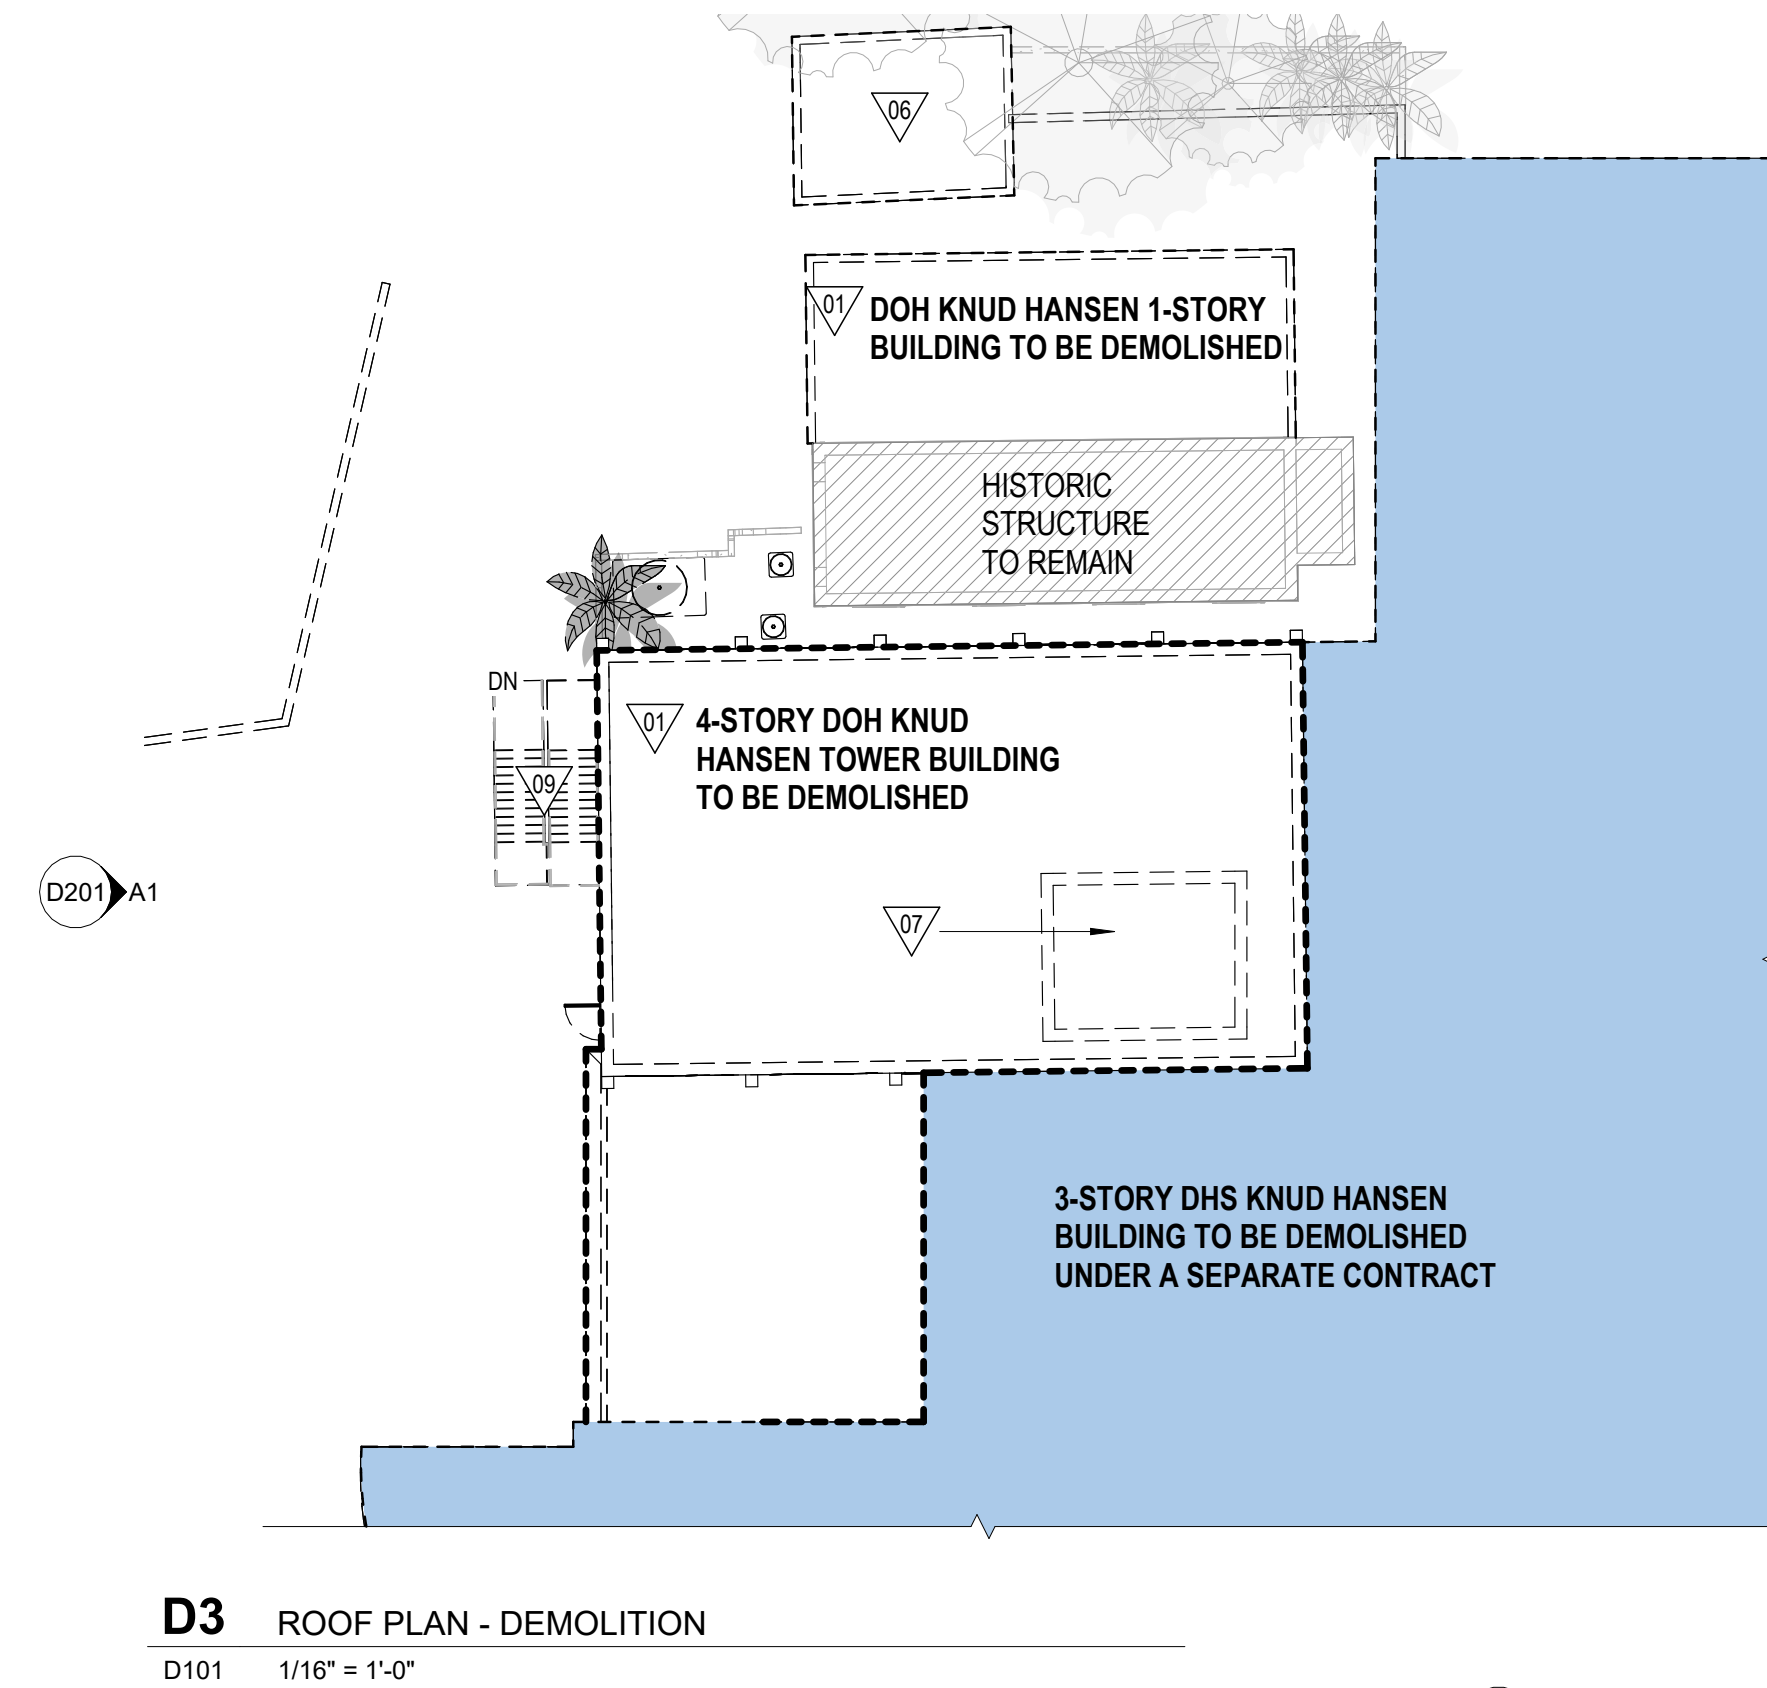 06
01
DOH KNUD HANSEN 1-STORY
BUILDING TO BE DEMOLISHED
HISTORIC
STRUCTURE
TO REMAIN
DN
01
4-STORY DOH KNUD
HANSEN TOWER BUILDING
TO BE DEMOLISHED
09
D201
A1
07
3-STORY DHS KNUD HANSEN
BUILDING TO BE DEMOLISHED
UNDER A SEPARATE CONTRACT
D3 ROOF PLAN - DEMOLITION
D101 1/16" = 1'-0"